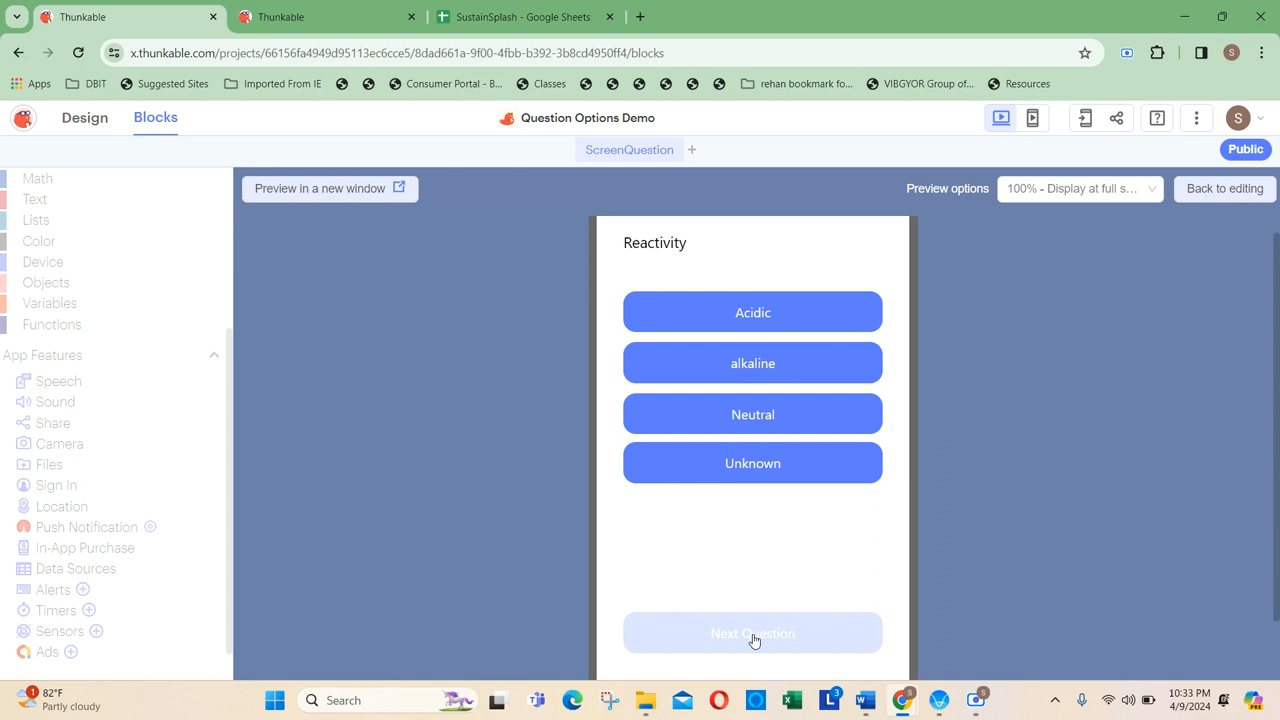 Thunkable
Thunkable
SustainSplash - Google Sheets
x.thunkable.com/projects/66156fa4949d95113ec6cce5/8dad661a-9f00-4fbb-b392-3b8cd4950ff4/blocks
S
Apps
DBIT
Suggested Sites
Imported From IE
Consumer Portal - B...
Classes
rehan bookmark fo...
VIBGYOR Group of...
Resources
Design
Blocks
Question Options Demo
S
ScreenQuestion
Public
Preview in a new window
Preview options
100% - Display at full s...
Back to editing
Math
Text
Lists
Color
Device
Objects
Variables
Functions
App Features
Speech
Sound
Share
Camera
Files
Sign In
Location
Push Notification
In-App Purchase
Data Sources
Alerts
Timers
Sensors
Ads
Reactivity
Acidic
alkaline
Neutral
Unknown
Next Question
1
82°F
Partly cloudy
Search
3
S
S
10:33 PM
4/9/2024
PRE